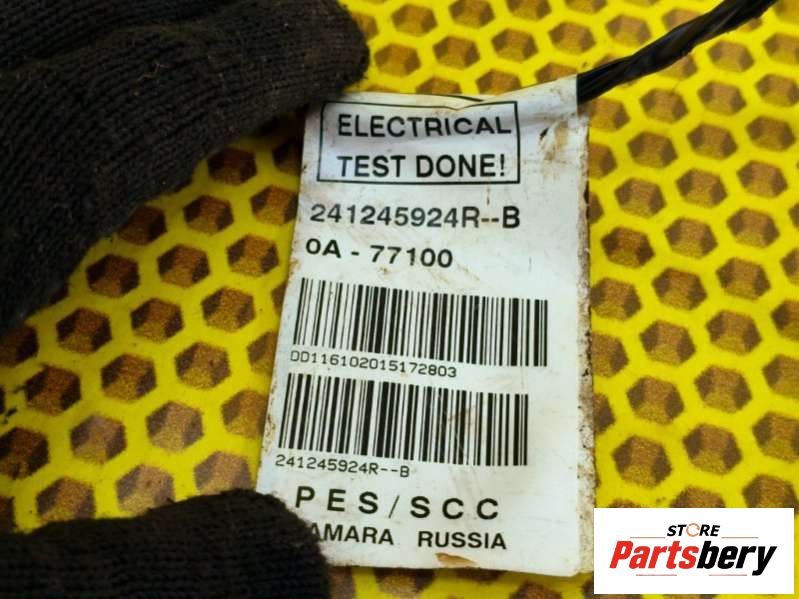 ELECTRICAL
TEST DONE!
241245924R--B
0A - 77100
DD116102015172803
241245924R--B
PES/SCC
AMARA RUSSIA
STORE
Partsbery